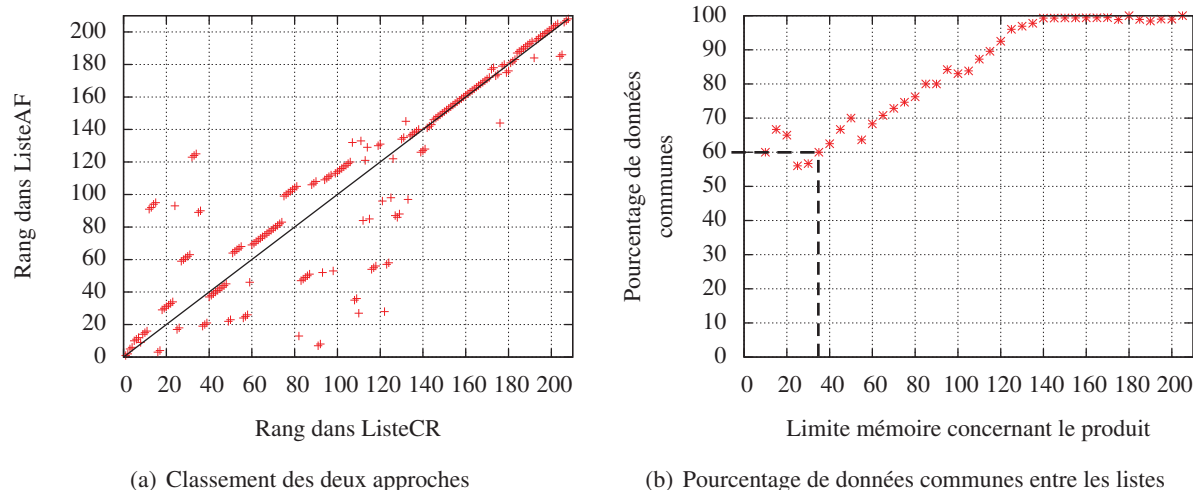 200
180
160
140
120
100
80
60
40
20
0
Rang dans ListeAF
0 20 40 60 80 100 120 140 160 180 200
Rang dans ListeCR
(a) Classement des deux approches
100
90
80
70
60
50
40
30
20
10
0
Pourcentage de données
communes
0 20 40 60 80 100 120 140 160 180 200
Limite mémoire concernant le produit
(b) Pourcentage de données communes entre les listes